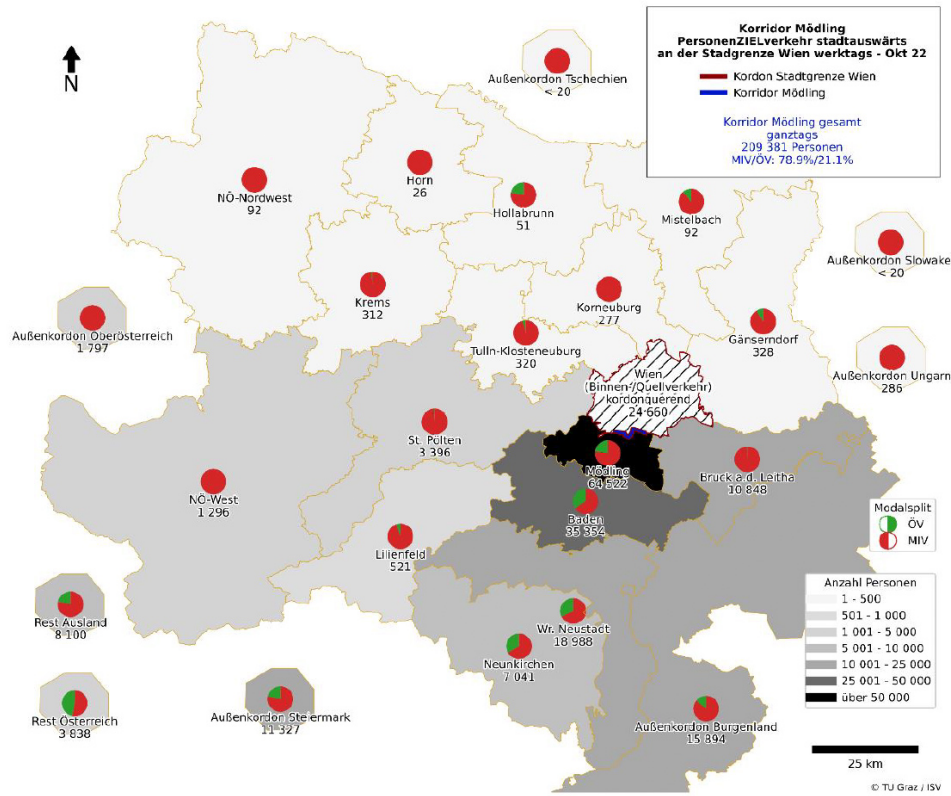 Korridor Mödling
PersonenZIELverkehr stadtauswärts
an der Stadgrenze Wien werktags - Okt 22
Kordon Stadtgrenze Wien
Korridor Mödling
Korridor Mödling gesamt
ganztags
209 381 Personen
MIV/ÖV: 78.9%/21.1%
N
Außenkordon Tschechien
< 20
NÖ-Nordwest
92
Horn
26
Hollabrunn
51
Mistelbach
92
Außenkordon Slowake
< 20
Krems
312
Korneuburg
277
Außenkordon Oberösterreich
1 797
Tulln-Klosteneuburg
320
Gänserndorf
328
Außenkordon Ungarn
286
Wien
(Binnen-/Quellverkehr)
kordonquerend
24 660
St. Pölten
3 396
Mödling
64 522
Bruck a.d. Leitha
10 848
NÖ-West
1 296
Baden
35 354
Lilienfeld
521
Modalsplit
ÖV
MIV
Anzahl Personen
1 - 500
501 - 1 000
1 001 - 5 000
5 001 - 10 000
10 001 - 25 000
25 001 - 50 000
über 50 000
Rest Ausland
8 100
Wr. Neustadt
18 988
Neunkirchen
7 041
Rest Österreich
3 838
Außenkordon Steiermark
11 327
Außenkordon Burgenland
15 894
25 km
© TU Graz / ISV